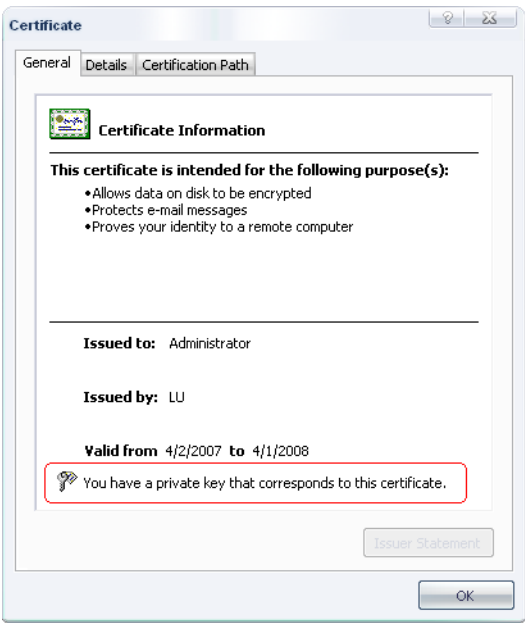 Certificate
General Details Certification Path
Certificate Information
This certificate is intended for the following purpose(s):
•Allows data on disk to be encrypted
•Protects e-mail messages
•Proves your identity to a remote computer
Issued to: Administrator
Issued by: LU
Valid from 4/2/2007 to 4/1/2008
You have a private key that corresponds to this certificate.
Issuer Statement
OK